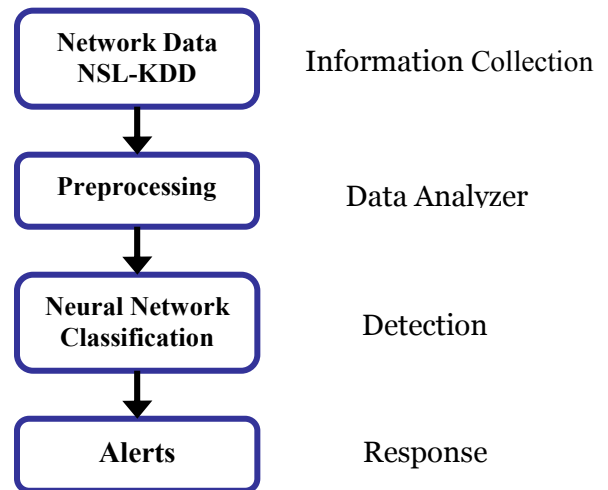 Network Data
NSL-KDD
Information Collection
Preprocessing
Data Analyzer
Neural Network
Classification
Detection
Alerts
Response